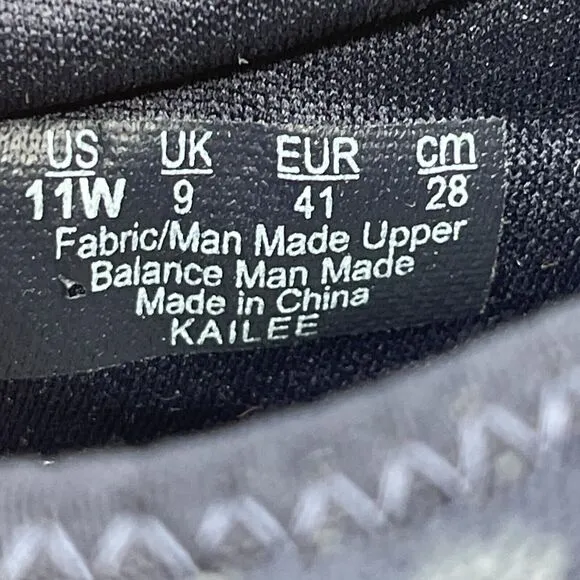 US UK EUR cm
11W 9 41 28
Fabric/Man Made Upper
Balance Man Made
Made in China
KAILEE